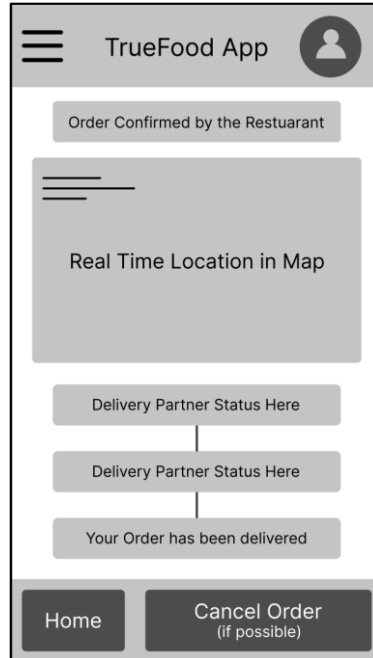 TrueFood App
Order Confirmed by the Restuarant
Real Time Location in Map
Delivery Partner Status Here
Delivery Partner Status Here
Your Order has been delivered
Home
Cancel Order
(if possible)